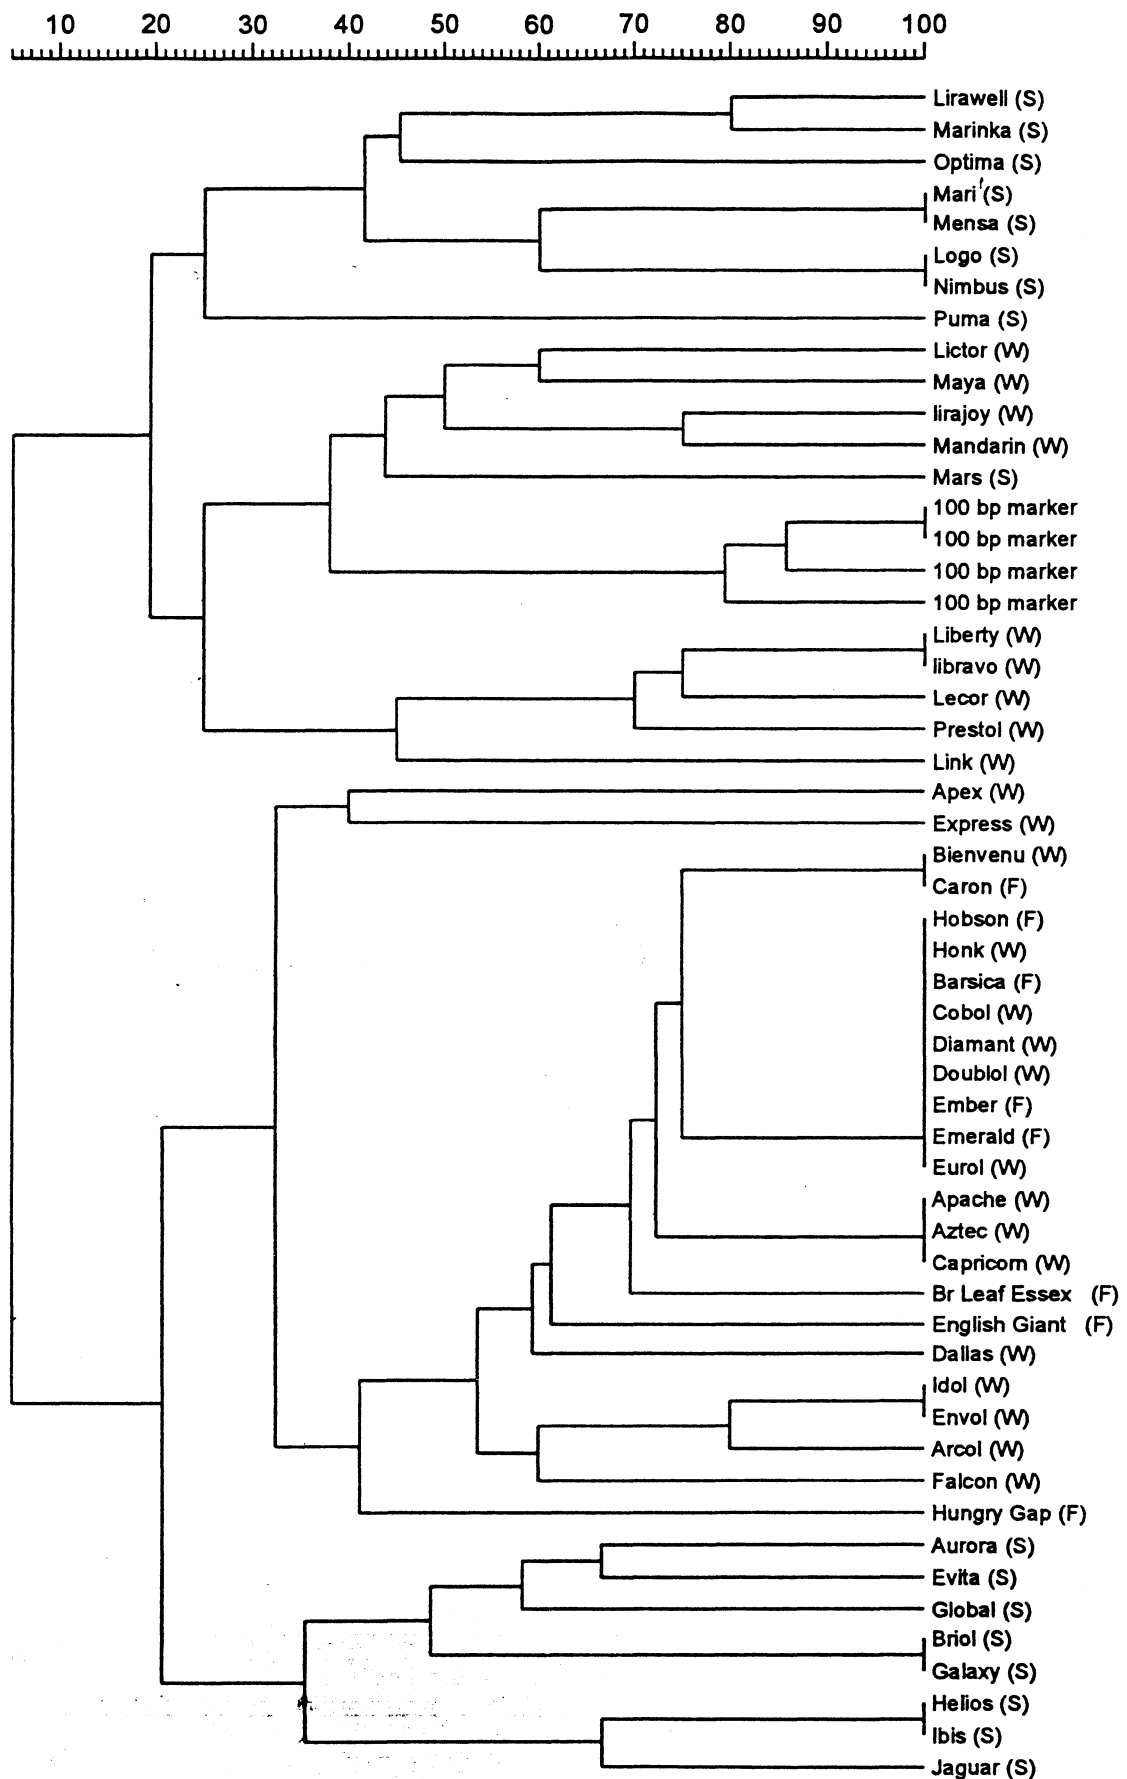 10 20 30 40 50 60 70 80 90 100
Lirawell (S)
Marinka (S)
Optima (S)
Mari (S)
Mensa (S)
Logo (S)
Nimbus (S)
Puma (S)
Lictor (W)
Maya (W)
lirajoy (W)
Mandarin (W)
Mars (S)
100 bp marker
100 bp marker
100 bp marker
100 bp marker
Liberty (W)
libravo (W)
Lecor (W)
Prestol (W)
Link (W)
Apex (W)
Express (W)
Bienvenu (W)
Caron (F)
Hobson (F)
Honk (W)
Barsica (F)
Cobol (W)
Diamant (W)
Doublol (W)
Ember (F)
Emerald (F)
Eurol (W)
Apache (W)
Aztec (W)
Capricorn (W)
Br Leaf Essex (F)
English Giant (F)
Dallas (W)
Idol (W)
Envol (W)
Arcol (W)
Falcon (W)
Hungry Gap (F)
Aurora (S)
Evita (S)
Global (S)
Briol (S)
Galaxy (S)
Helios (S)
Ibis (S)
Jaguar (S)